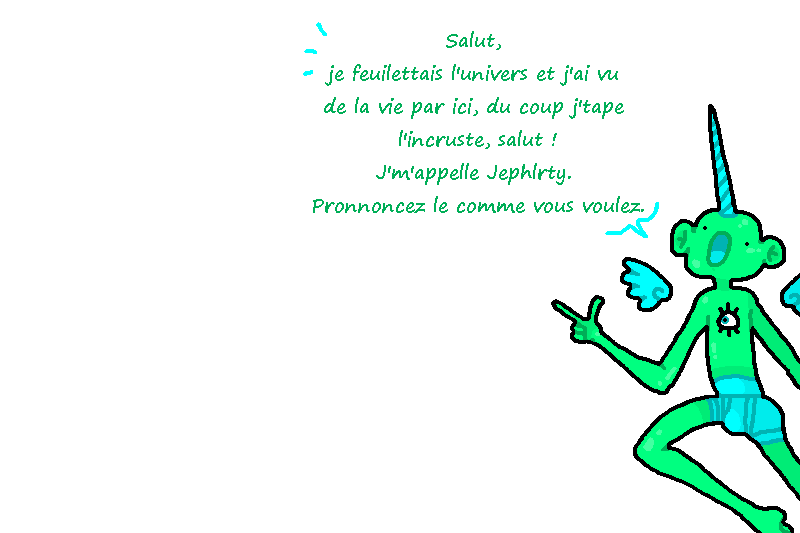 Salut,
je feuilettais l'univers et j'ai vu
de la vie par ici, du coup j'tape
l'incruste, salut !
J'm'appelle Jephlrty.
Pronnoncez le comme vous voulez.